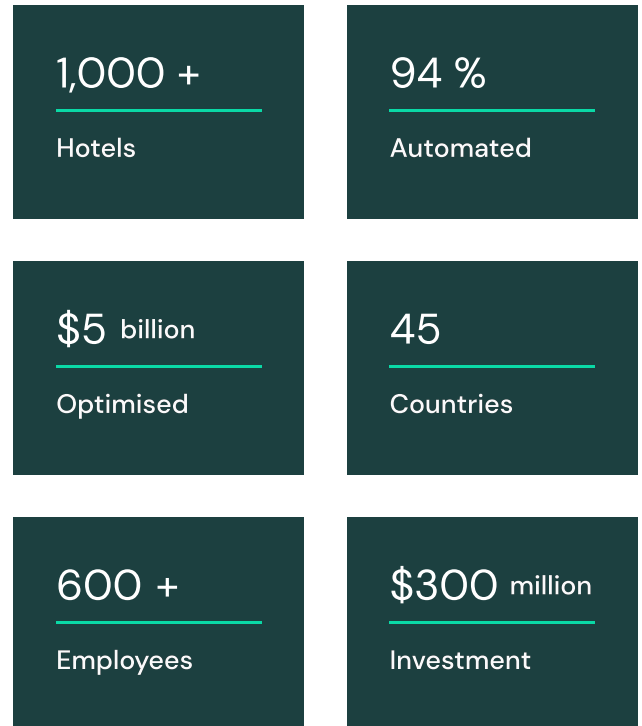 1,000 +
Hotels
94 %
Automated
$5 billion
Optimised
45
Countries
600 +
Employees
$300 million
Investment